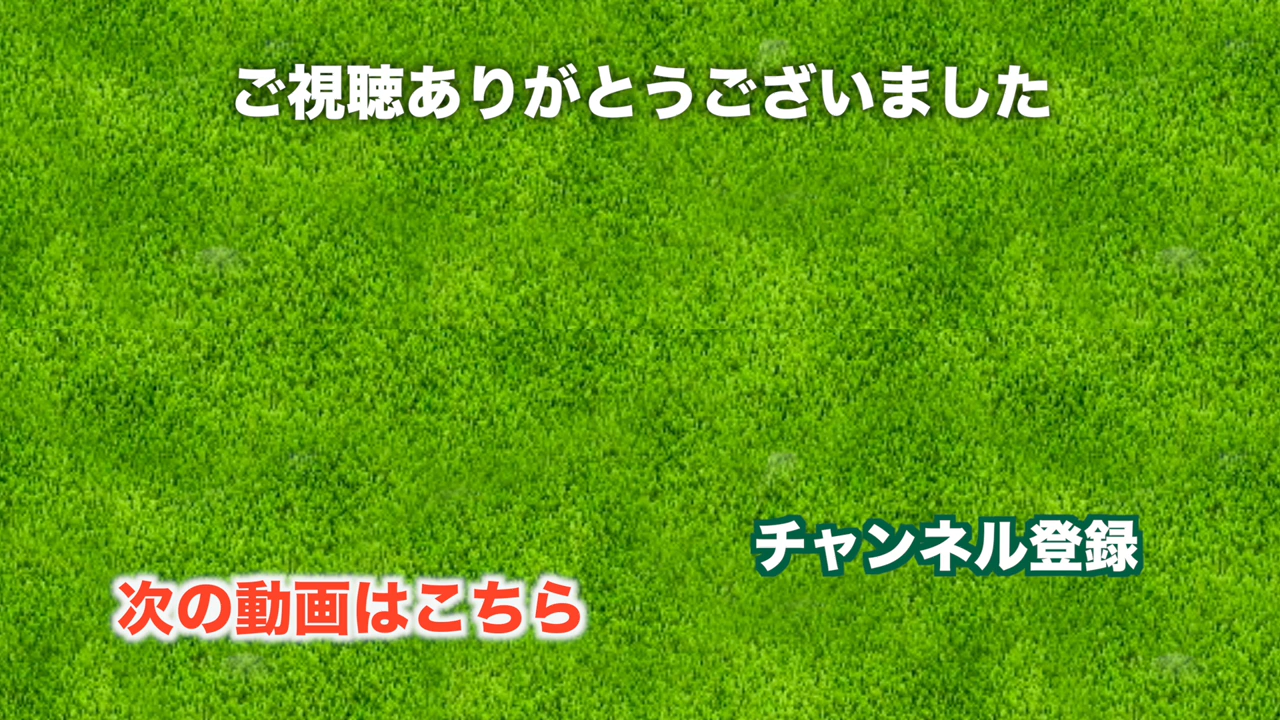 ご視聴ありがとうございました
チャンネル登録
次の動画はこちら